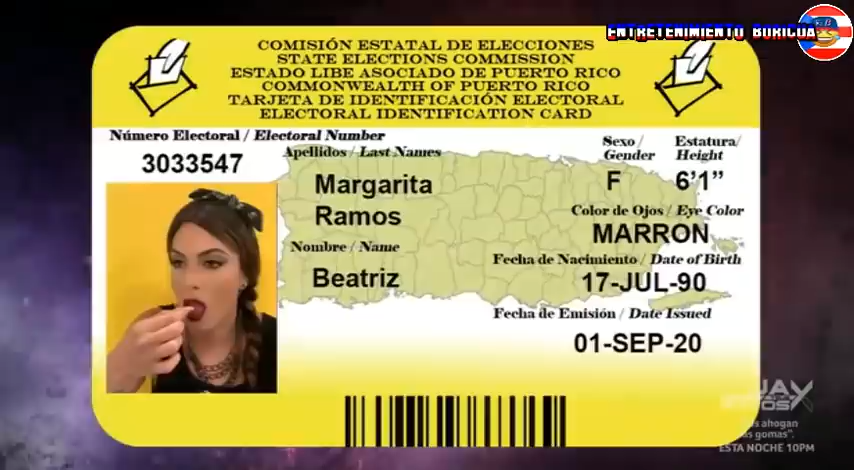 ENTRETENIMIENTO BORICUA
COMISIÓN ESTATAL DE ELECCIONES
STATE ELECTIONS COMMISSION
ESTADO LIBE ASOCIADO DE PUERTO RICO
COMMONWEALTH OF PUERTO RICO
TARJETA DE IDENTIFICACIÓN ELECTORAL
ELECTORAL IDENTIFICATION CARD
Número Electoral / Electoral Number
3033547
Apellidos / Last Names
Margarita
Ramos
Nombre / Name
Beatriz
Sexo / Gender
F
Estatura/ Height
6’1”
Color de Ojos / Eye Color
MARRON
Fecha de Nacimiento / Date of Birth
17-JUL-90
Fecha de Emisión / Date Issued
01-SEP-20
ahogan
gomas”.
ESTA NOCHE 10PM